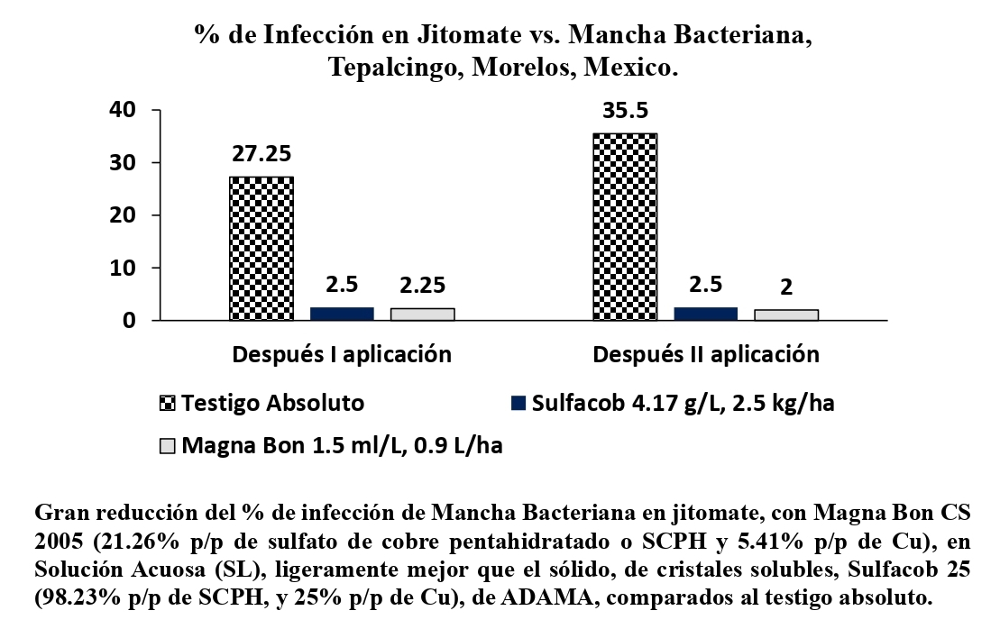 % de Infección en Jitomate vs. Mancha Bacteriana,
Tepalcingo, Morelos, Mexico.
40
30
20
10
0
27.25
2.5
2.25
35.5
2.5
2
Después I aplicación
Después II aplicación
Testigo Absoluto
Sulfacob 4.17 g/L, 2.5 kg/ha
Magna Bon 1.5 ml/L, 0.9 L/ha
Gran reducción del % de infección de Mancha Bacteriana en jitomate, con Magna Bon CS
2005 (21.26% p/p de sulfato de cobre pentahidratado o SCPH y 5.41% p/p de Cu), en
Solución Acuosa (SL), ligeramente mejor que el sólido, de cristales solubles, Sulfacob 25
(98.23% p/p de SCPH, y 25% p/p de Cu), de ADAMA, comparados al testigo absoluto.